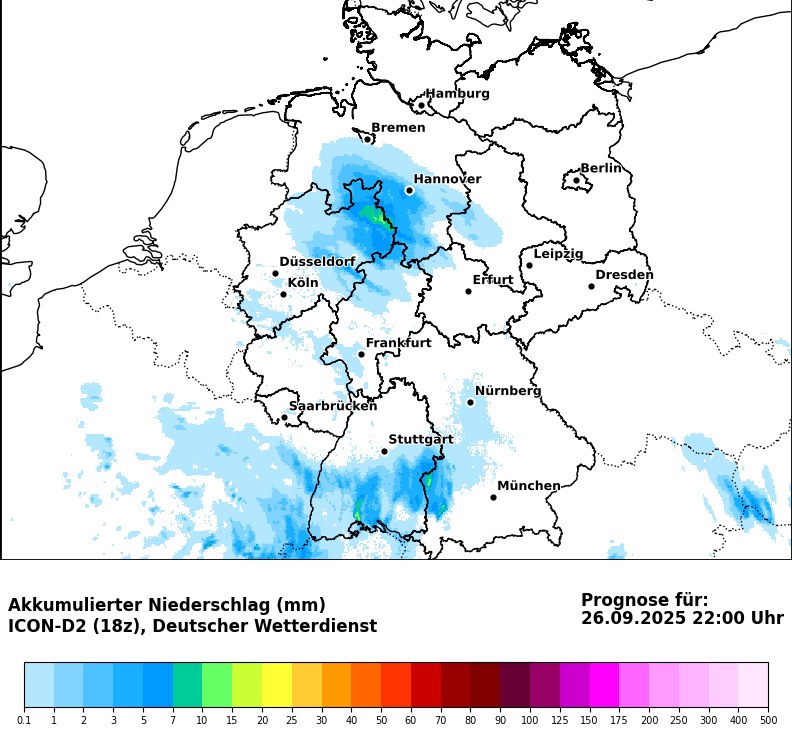 Hamburg
Bremen
Berlin
Hannover
Leipzig
Düsseldorf
Dresden
Köln
Erfurt
Frankfurt
Nürnberg
Saarbrücken
Stuttgart
München
Akkumulierter Niederschlag (mm)
ICON-D2 (18z), Deutscher Wetterdienst
Prognose für:
26.09.2025 22:00 Uhr
0.1 1 2 3 5 7 10 15 20 25 30 40 50 60 70 80 90 100 125 150 175 200 250 300 400 500